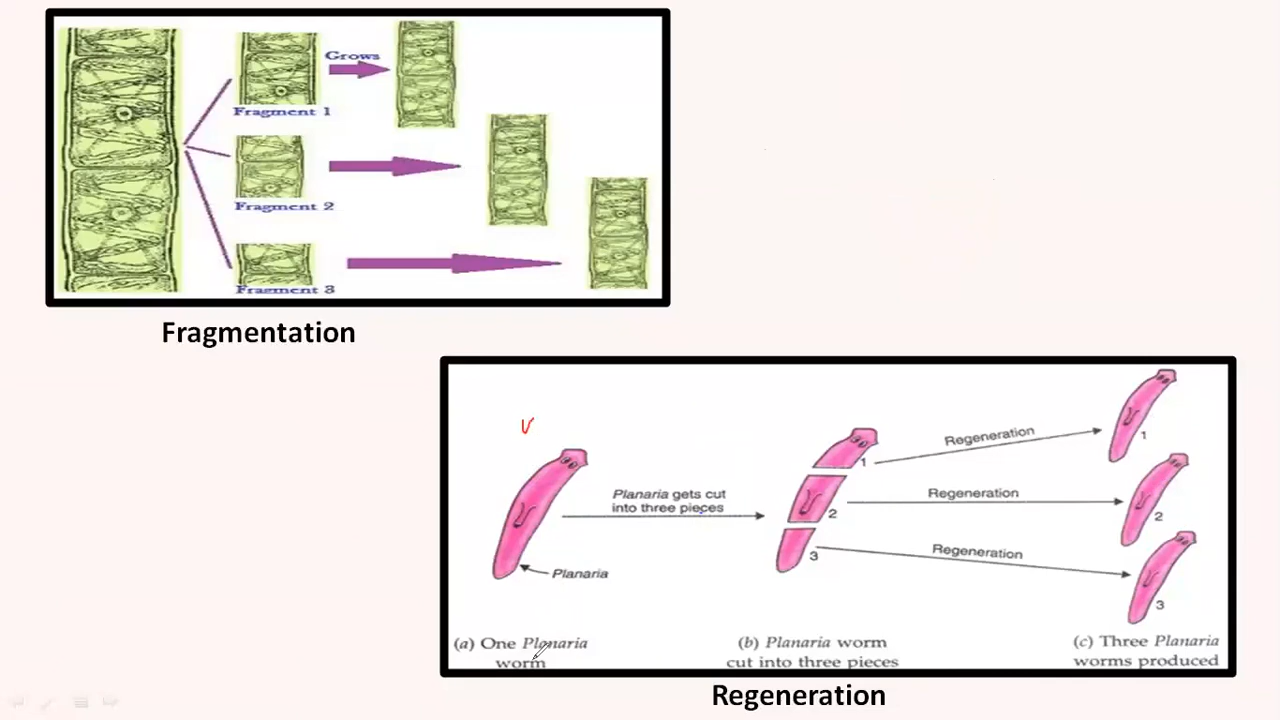 Grows
Fragment 1
Fragment 2
Fragment 3
Fragmentation
Planaria gets cut
into three pieces
Planaria
1
2
3
Regeneration
Regeneration
Regeneration
1
2
3
(a) One Planaria
worm
(b) Planaria worm
cut into three pieces
(c) Three Planaria
worms produced
Regeneration